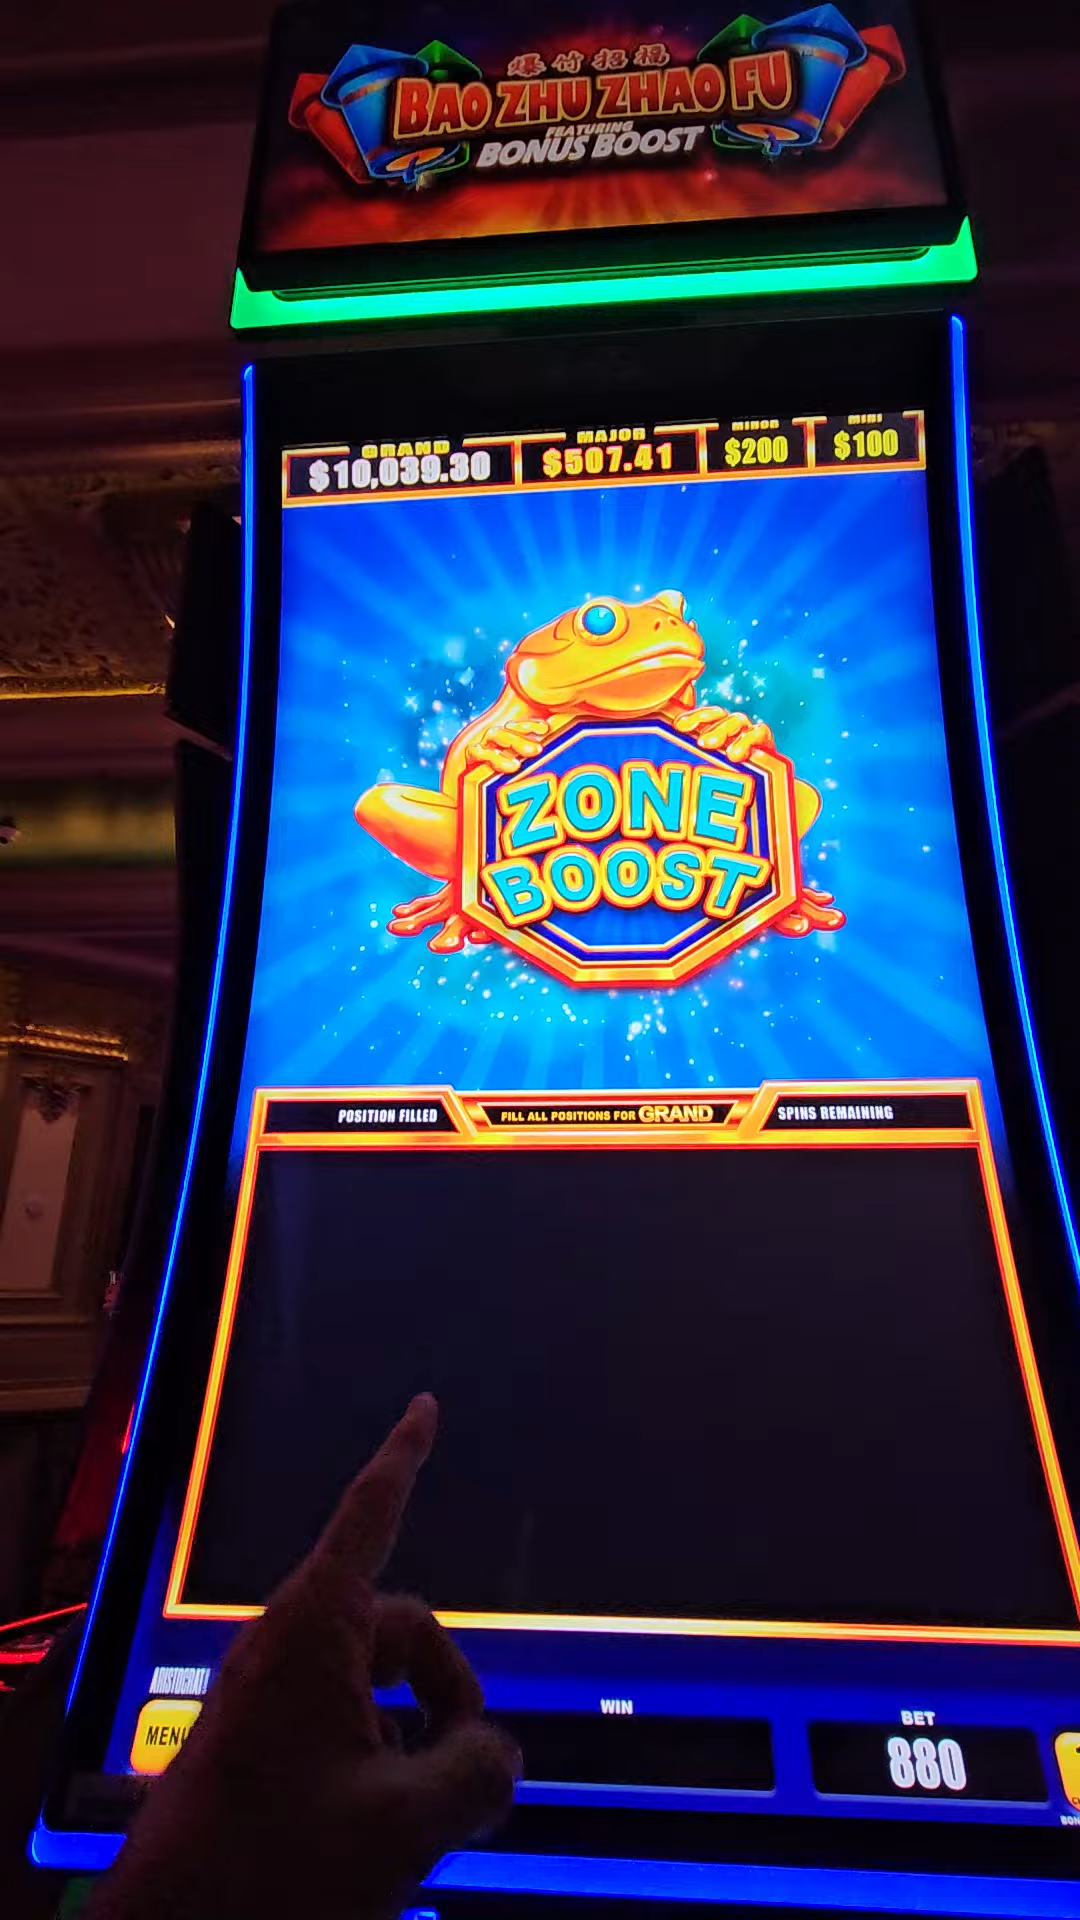 爆竹招福
BAO ZHU ZHAO FU
FEATURING
BONUS BOOST
GRAND
$10,039.30
MAJOR
$507.41
MINOR
$200
MINI
$100
ZONE
BOOST
POSITION FILLED
FILL ALL POSITIONS FOR GRAND
SPINS REMAINING
ARISTOCRAT
MENU
WIN
BET
880